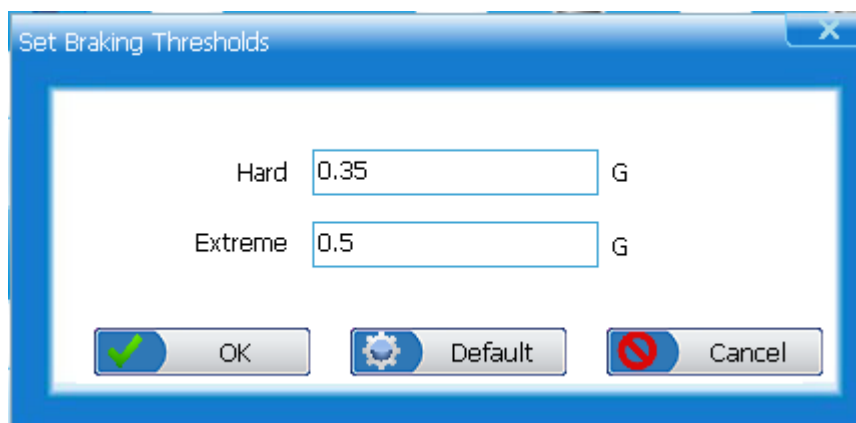 Set Braking Thresholds
X
Hard 0.35 G
Extreme 0.5 G
OK Default Cancel